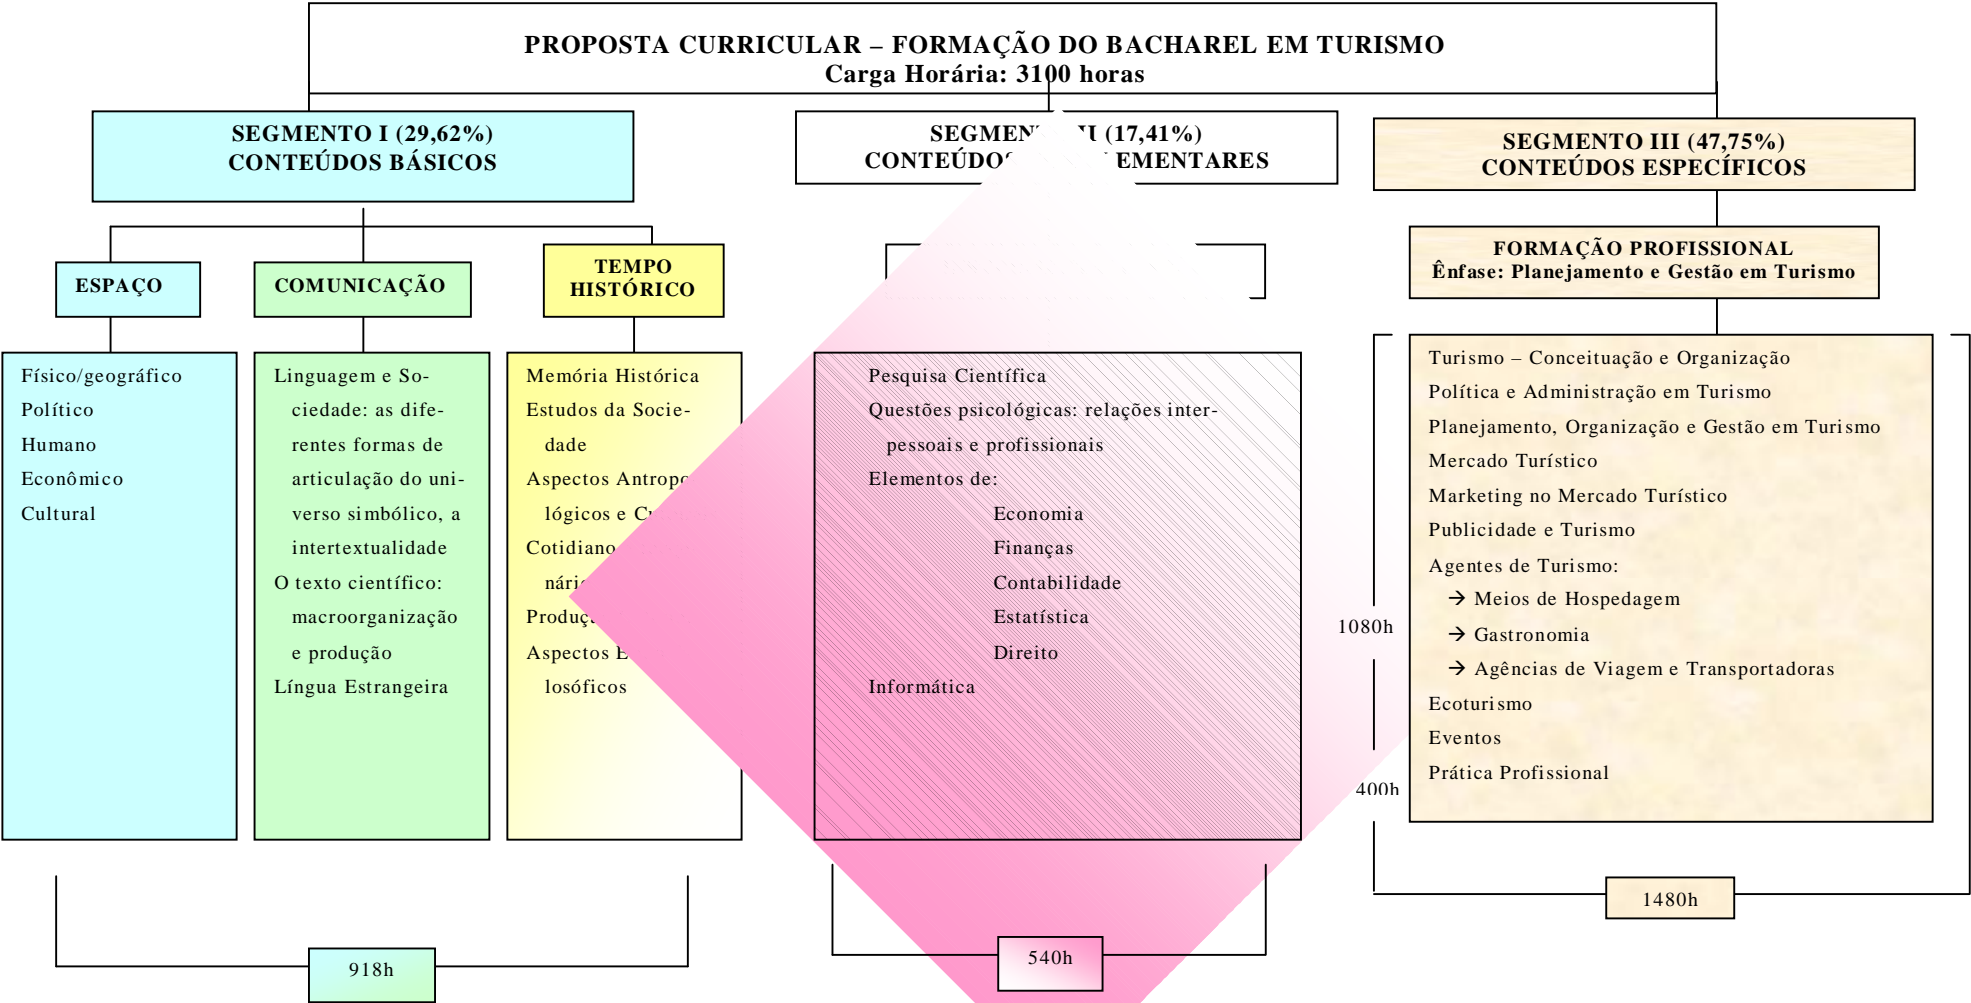 PROPOSTA CURRICULAR – FORMAÇÃO DO BACHAREL EM TURISMO
Carga Horária: 3100 horas
SEGMENTO I (29,62%)
CONTEÚDOS BÁSICOS
(17,41%)
SEGMENTO III (47,75%)
CONTEÚDOS ESPECÍFICOS
ESPAÇO
COMUNICAÇÃO
TEMPO
HISTÓRICO
FORMAÇÃO PROFISSIONAL
Ênfase: Planejamento e Gestão em Turismo
Físico/geográfico
Político
Humano
Econômico
Cultural
Linguagem e So-
ciedade: as dife-
rentes formas de
articulação do uni-
verso simbólico, a
intertextualidade
O texto científico:
macroorganização
e produção
Língua Estrangeira
Memória Histórica
Estudos da Socie-
dade
Aspectos
lógicos e
Cotidiano
Aspectos
losóficos
Pesquisa Científica
Questões psicológicas: relações inter-
pessoais e profissionais
Elementos de:
Economia
Finanças
Contabilidade
Estatística
Direito
Informática
Turismo – Conceituação e Organização
Política e Administração em Turismo
Planejamento, Organização e Gestão em Turismo
Mercado Turístico
Marketing no Mercado Turístico
Publicidade e Turismo
Agentes de Turismo:
→ Meios de Hospedagem
→ Gastronomia
→ Agências de Viagem e Transportadoras
Ecoturismo
Eventos
Prática Profissional
1080h
400h
918h
540h
1480h